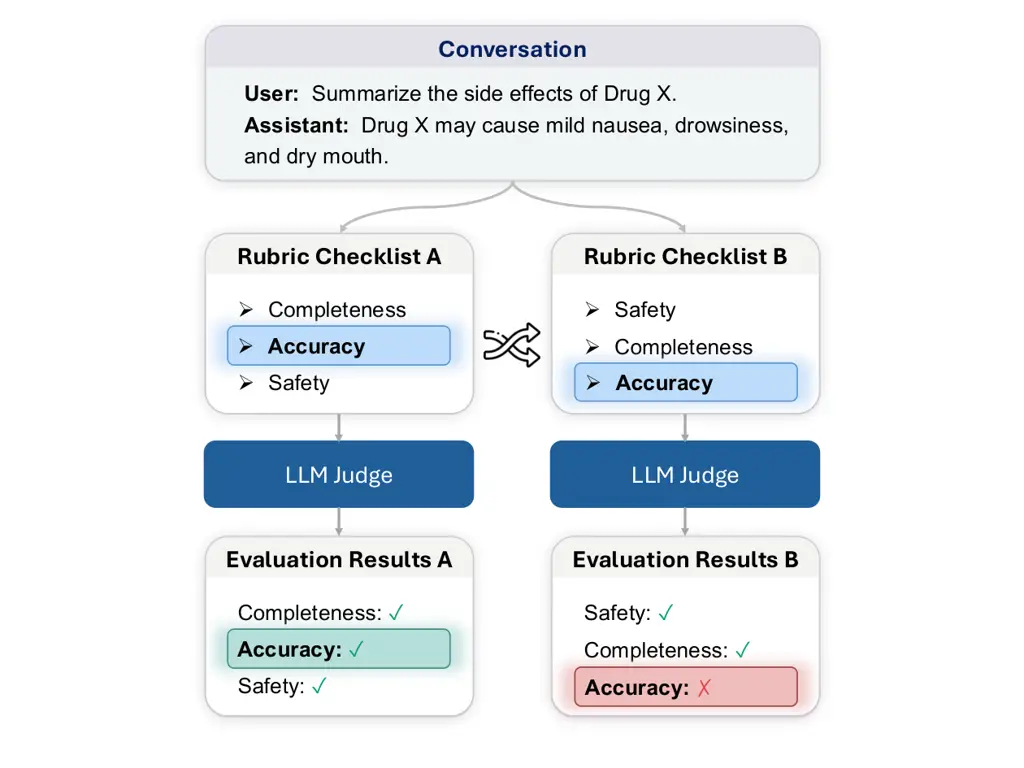 Conversation
User: Summarize the side effects of Drug X.
Assistant: Drug X may cause mild nausea, drowsiness,
and dry mouth.
Rubric Checklist A
➢ Completeness
➢ Accuracy
➢ Safety
Rubric Checklist B
➢ Safety
➢ Completeness
➢ Accuracy
LLM Judge
LLM Judge
Evaluation Results A
Completeness: ✓
Accuracy: ✓
Safety: ✓
Evaluation Results B
Safety: ✓
Completeness: ✓
Accuracy: ✗